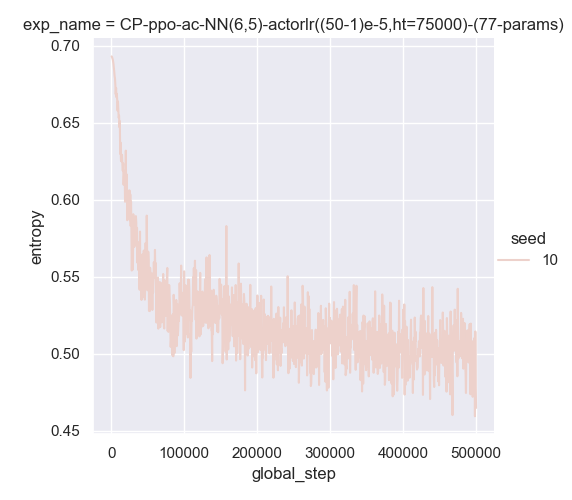 exp_name = CP-ppo-ac-NN(6,5)-actorlr((50-1)e-5,ht=75000)-(77-params)
0.70
0.65
0.60
0.55
0.50
0.45
entropy
0 100000 200000 300000 400000 500000
global_step
seed
10